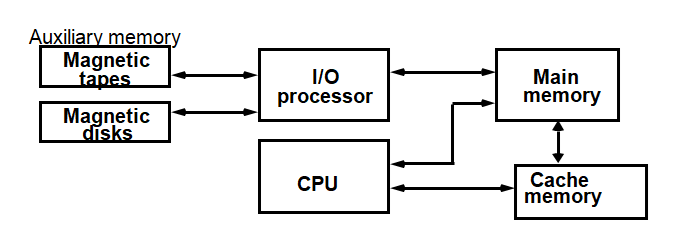 Auxiliary memory
Magnetic
tapes
Magnetic
disks
I/O
processor
CPU
Main
memory
Cache
memory